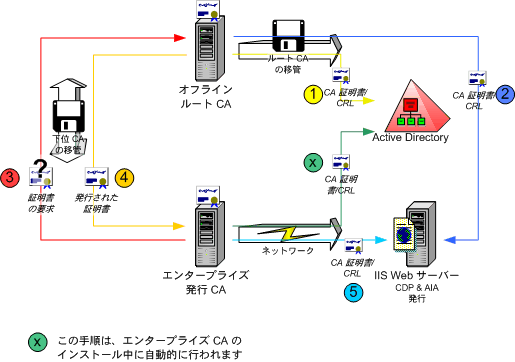 オフライン
ルート CA
ルート CA
の移管
1
CA 証明書/
CRL
CA 証明書/
CRL
2
Active Directory
下位 CA
の移管
?
3
証明書
の要求
4
発行された
証明書
x
CA 証明
書/CRL
エンタープライズ
発行 CA
ネットワーク
CA 証明書/
CRL
5
IIS Web サーバー
CDP & AIA
発行
x
この手順は、エンタープライズ CA の
インストール中に自動的に行われます